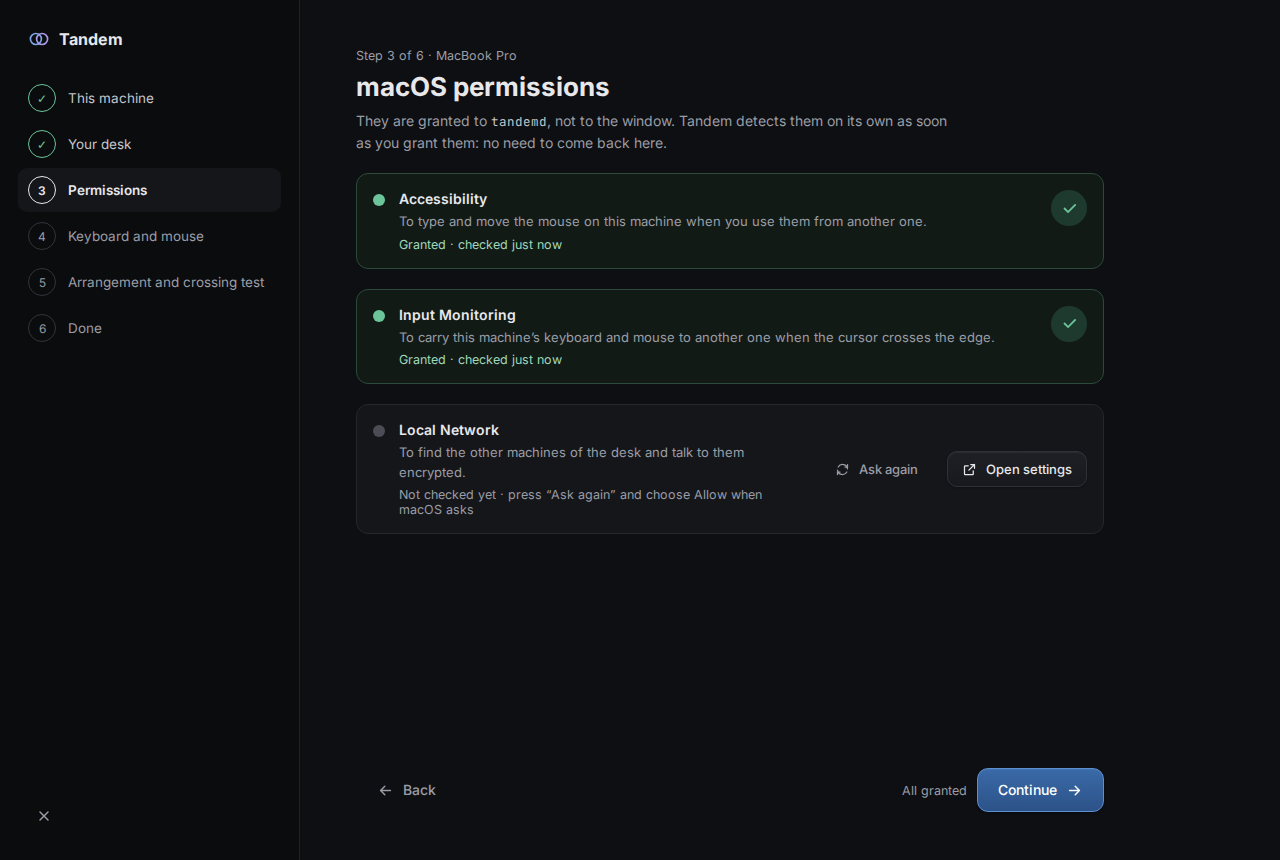 Tandem
✓ This machine
✓ Your desk
3 Permissions
4 Keyboard and mouse
5 Arrangement and crossing test
6 Done
Step 3 of 6 · MacBook Pro
macOS permissions
They are granted to tandemd, not to the window. Tandem detects them on its own as soon
as you grant them: no need to come back here.
Accessibility
To type and move the mouse on this machine when you use them from another one.
Granted · checked just now
Input Monitoring
To carry this machine’s keyboard and mouse to another one when the cursor crosses the edge.
Granted · checked just now
Local Network
To find the other machines of the desk and talk to them
encrypted.
Not checked yet · press “Ask again” and choose Allow when
macOS asks
Ask again
Open settings
Back
All granted
Continue